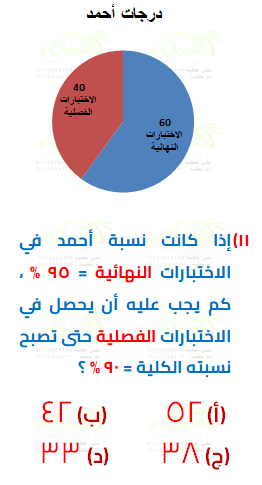 درجات أحمد
40
الاختبارات
الفصلية
60
الاختبارات
النهائية
١١) إذا كانت نسبة أحمد في
الاختبارات النهائية = ٩٥ % ،
كم يجب عليه أن يحصل في
الاختبارات الفصلية حتى تصبح
نسبته الكلية = ٩٠ % ؟
(أ) ٥٢ (ب) ٤٢
(ج) ٣٨ (د) ٣٣